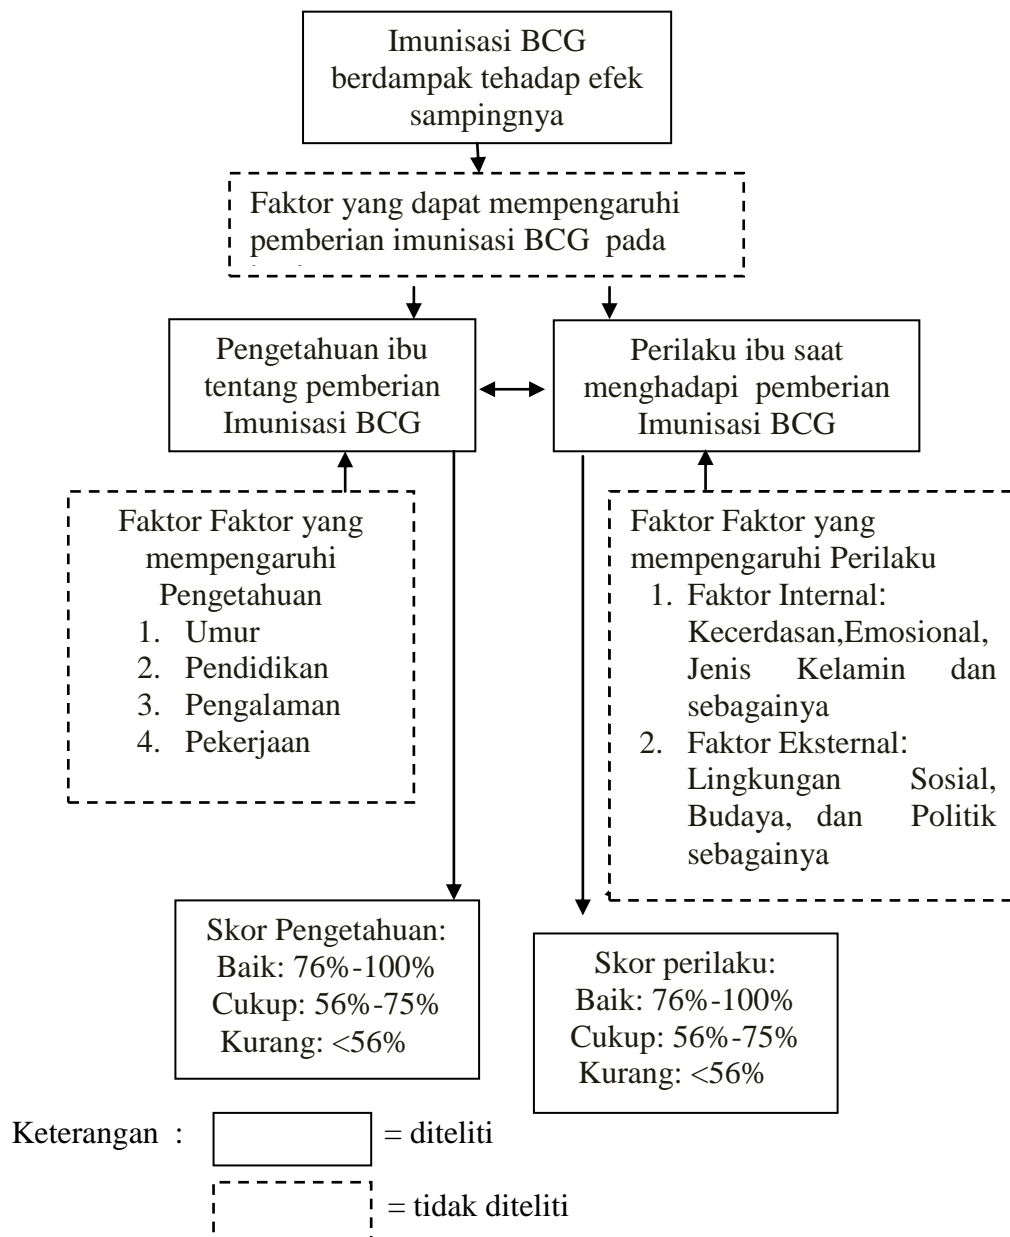 Imunisasi BCG
berdampak tehadap efek
sampingnya
Faktor yang dapat mempengaruhi
pemberian imunisasi BCG pada
Pengetahuan ibu
tentang pemberian
Imunisasi BCG
Perilaku ibu saat
menghadapi pemberian
Imunisasi BCG
Faktor Faktor yang
mempengaruhi
Pengetahuan
1. Umur
2. Pendidikan
3. Pengalaman
4. Pekerjaan
Faktor Faktor yang
mempengaruhi Perilaku
1. Faktor Internal:
Kecerdasan,Emosional,
Jenis Kelamin dan
sebagainya
2. Faktor Eksternal:
Lingkungan Sosial,
Budaya, dan Politik
sebagainya
Skor Pengetahuan:
Baik: 76%-100%
Cukup: 56%-75%
Kurang: <56%
Skor perilaku:
Baik: 76%-100%
Cukup: 56%-75%
Kurang: <56%
Keterangan :
= diteliti
= tidak diteliti